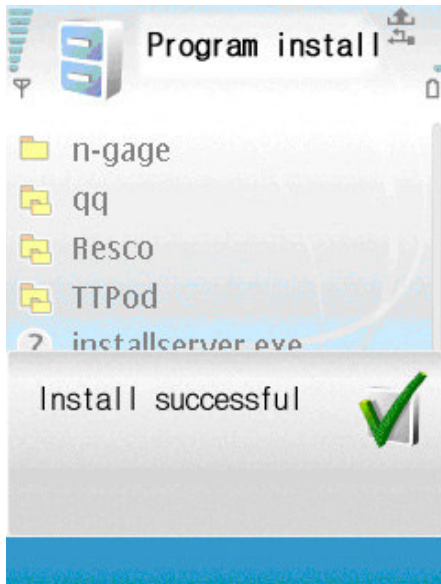 Program install
n-gage
qq
Resco
TTPod
installserver.exe
Install successful